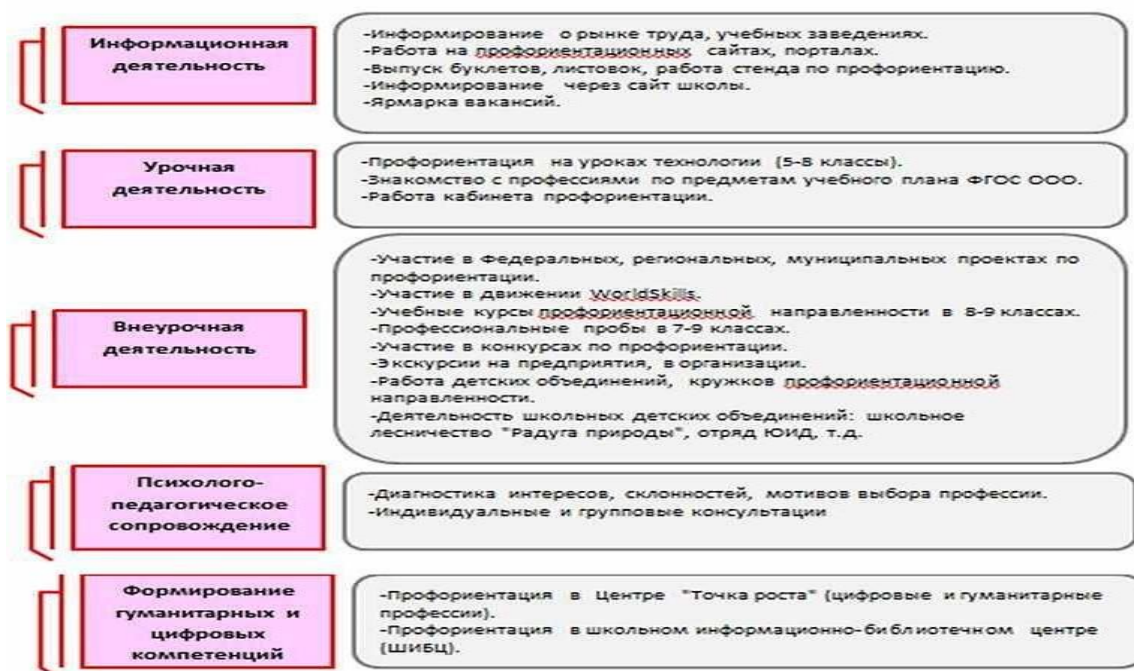 Информационная
деятельность
-Информирование о рынке труда, учебных заведениях.
-Работа на профориентационных сайтах, порталах.
-Выпуск буклетов, листовок, работа стенда по профориентацию.
-Информирование через сайт школы.
-Ярмарка вакансий.
Урочная
деятельность
-Профориентация на уроках технологии (5-8 классы).
-Знакомство с профессиями по предметам учебного плана ФГОС ООО.
-Работа кабинета профориентации.
Внеурочная
деятельность
-Участие в Федеральных, региональных, муниципальных проектах по
профориентации.
-Участие в движении WorldSkills.
-Учебные курсы профориентационной направленности в 8-9 классах.
-Профессиональные пробы в 7-9 классах.
-Участие в конкурсах по профориентации.
-Экскурсии на предприятия, в организации.
-Работа детских объединений, кружков профориентационной
направленности.
-Деятельность школьных детских объединений: школьное
лесничество "Радуга природы", отряд ЮИД, т.д.
Психолого-
педагогическое
сопровождение
-Диагностика интересов, склонностей, мотивов выбора профессии.
-Индивидуальные и групповые консультации
Формирование
гуманитарных и
цифровых
компетенций
-Профориентация в Центре "Точка роста" (цифровые и гуманитарные
профессии).
-Профориентация в школьном информационно-библиотечном центре
(ШИБЦ).